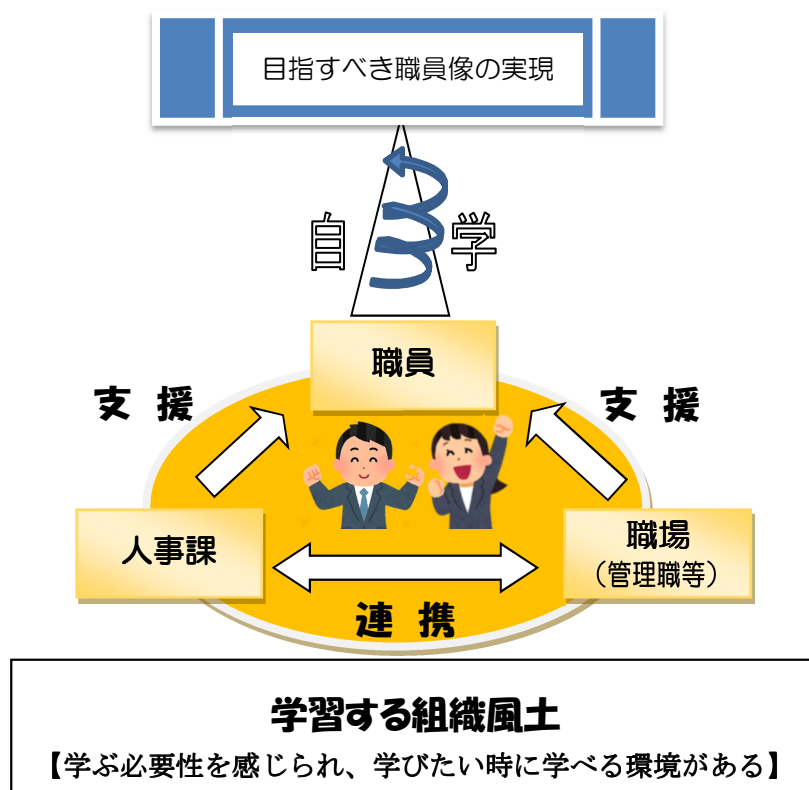 目指すべき職員像の実現
自 学
職員
支 援
支 援
人事課
職場
（管理職等）
連 携
学習する組織風土
【学ぶ必要性を感じられ、学びたい時に学べる環境がある】